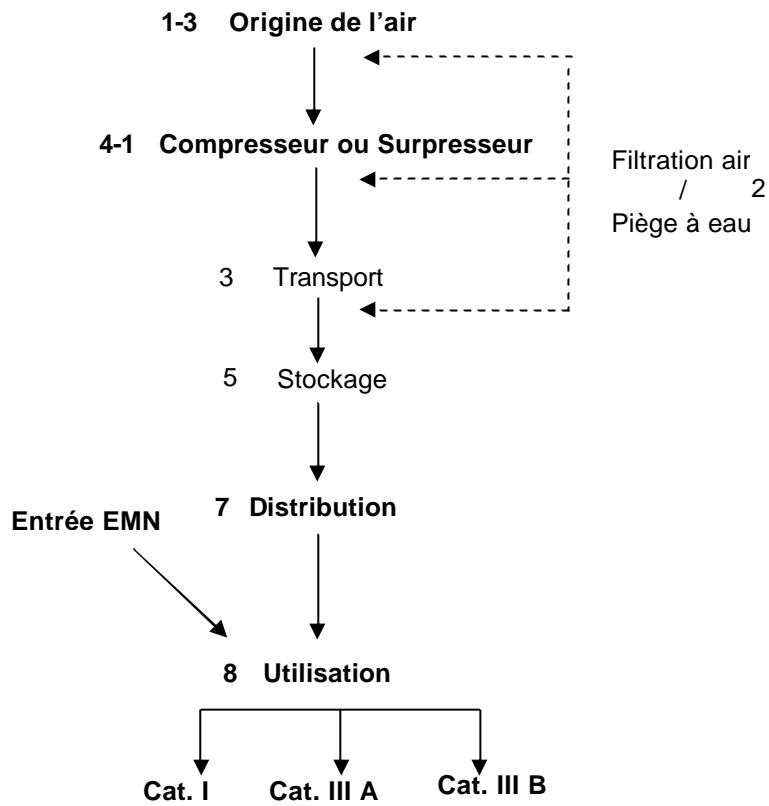 1-3 Origine de l’air
4-1 Compresseur ou Surpresseur
Filtration air
/ 2
Piège à eau
3 Transport
5 Stockage
7 Distribution
Entrée EMN
8 Utilisation
Cat. I Cat. III A Cat. III B